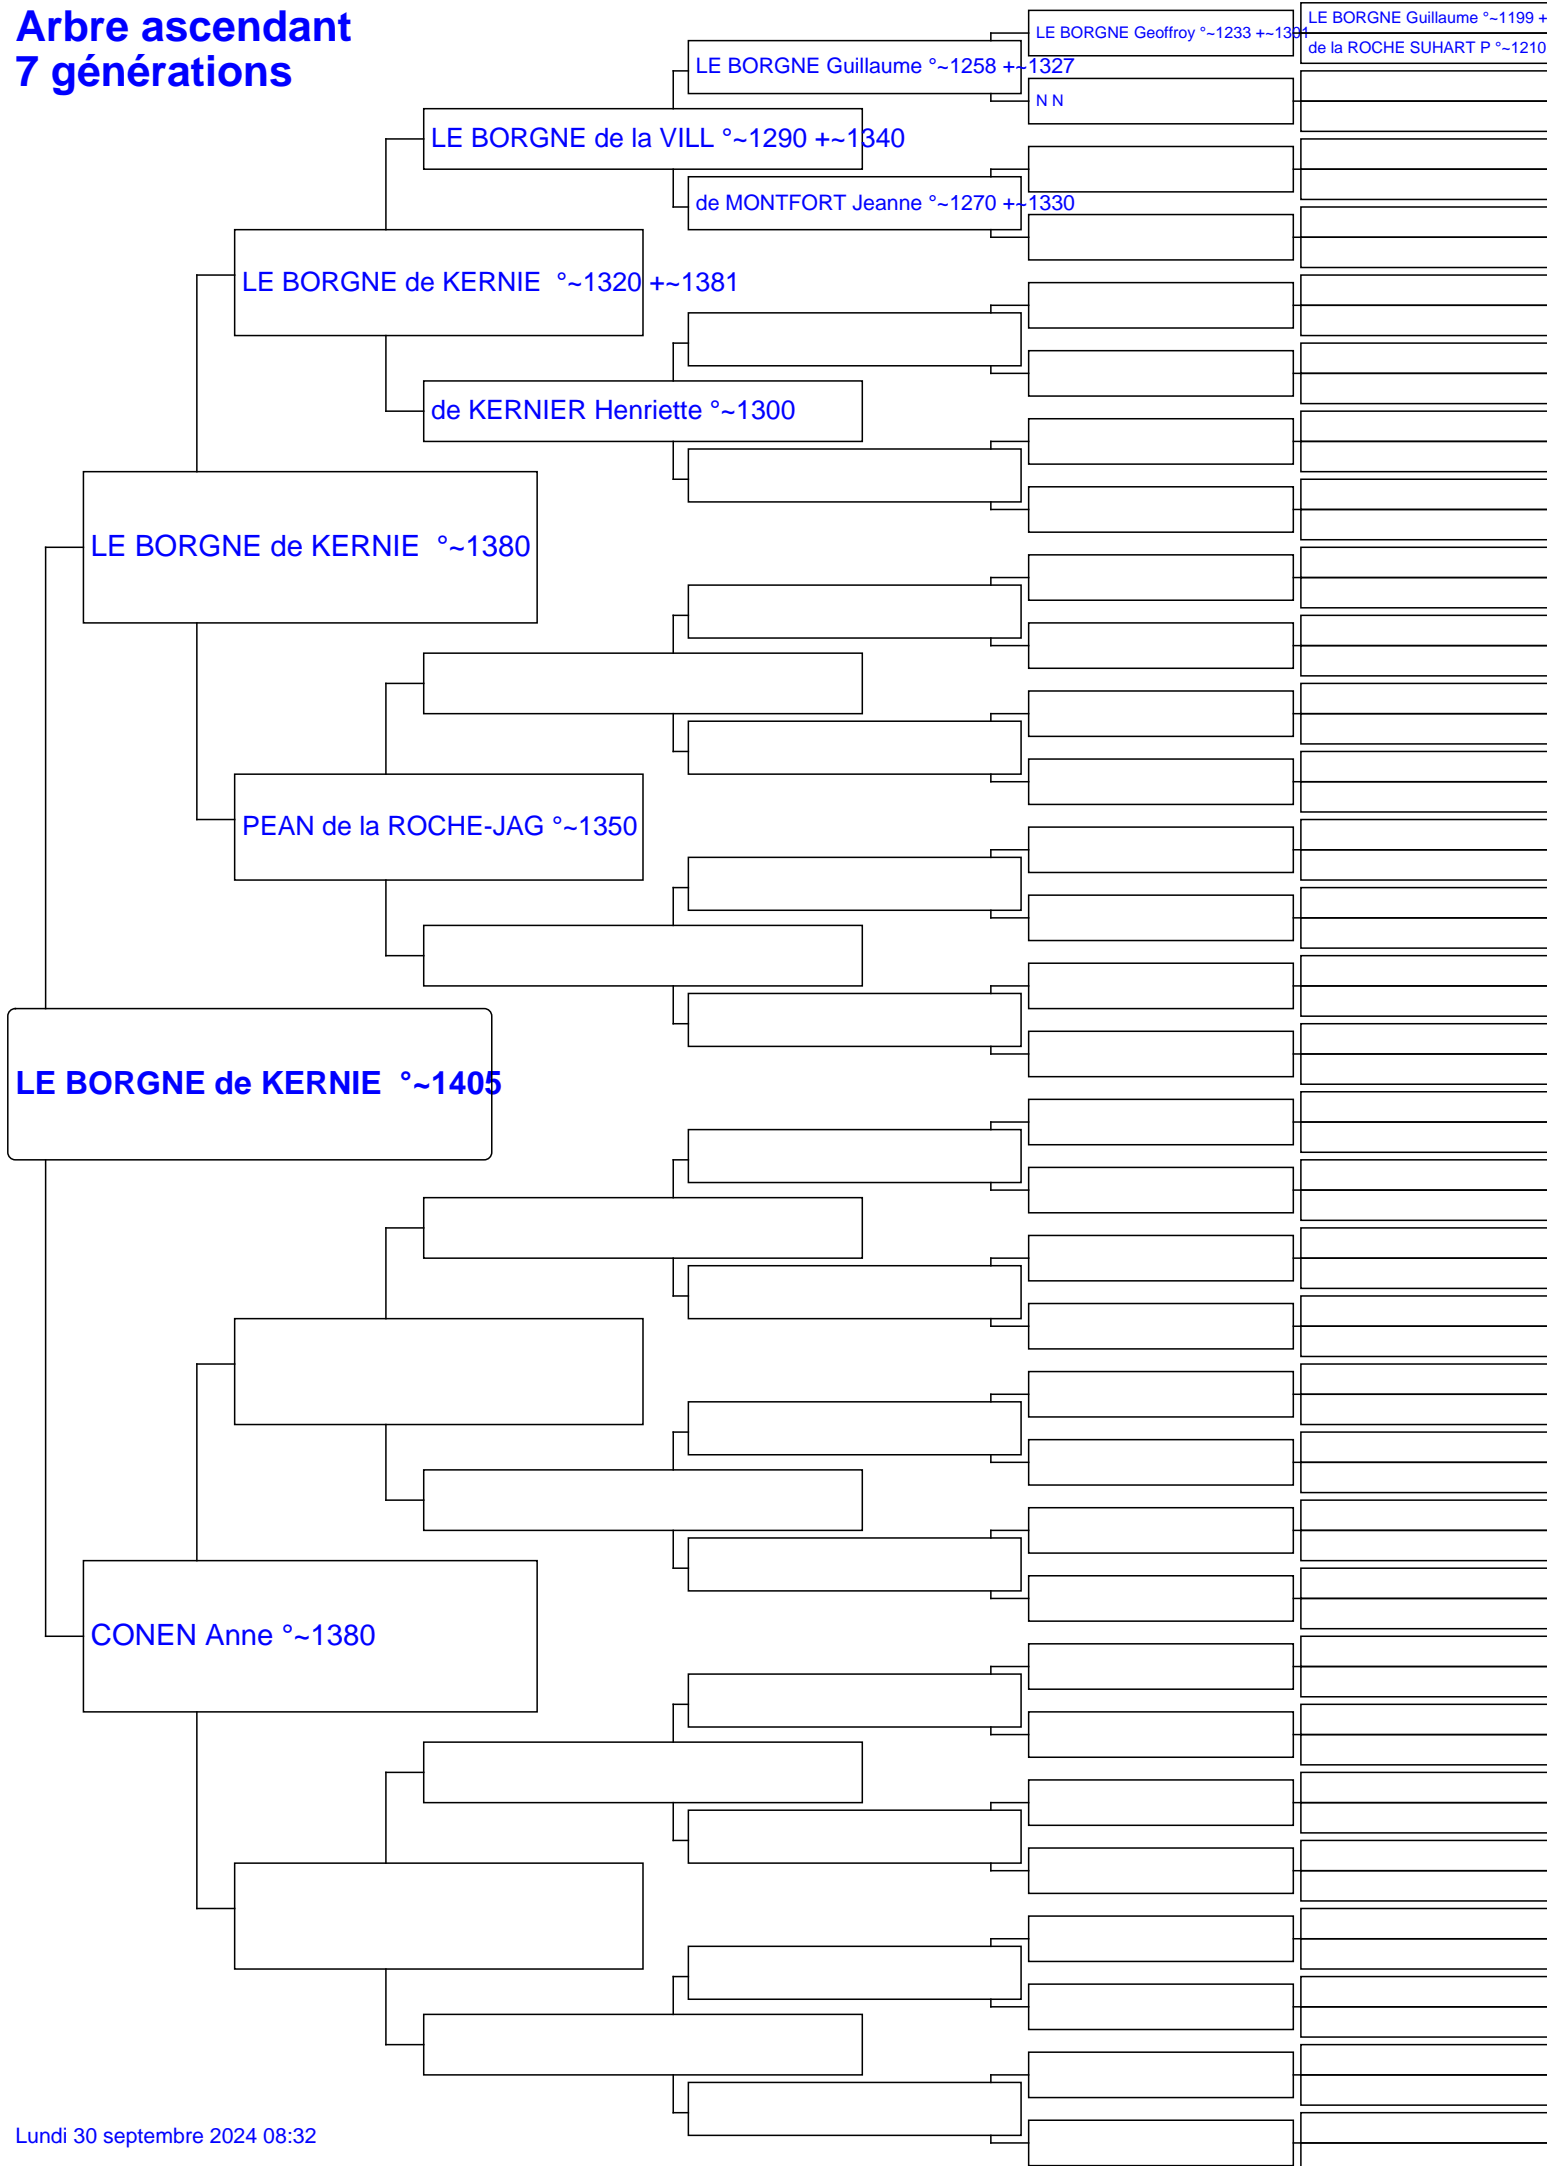 Arbre ascendant
7 générations
LE BORGNE Guillaume °~1199 +
LE BORGNE Geoffroy °~1233 +~1301
de la ROCHE SUHART P °~1210
LE BORGNE Guillaume °~1258 +~1327
N N
LE BORGNE de la VILL °~1290 +~1340
de MONTFORT Jeanne °~1270 +~1330
LE BORGNE de KERNIE °~1320 +~1381
de KERNIER Henriette °~1300
LE BORGNE de KERNIE °~1380
PEAN de la ROCHE-JAG °~1350
LE BORGNE de KERNIE °~1405
CONEN Anne °~1380
Lundi 30 septembre 2024 08:32